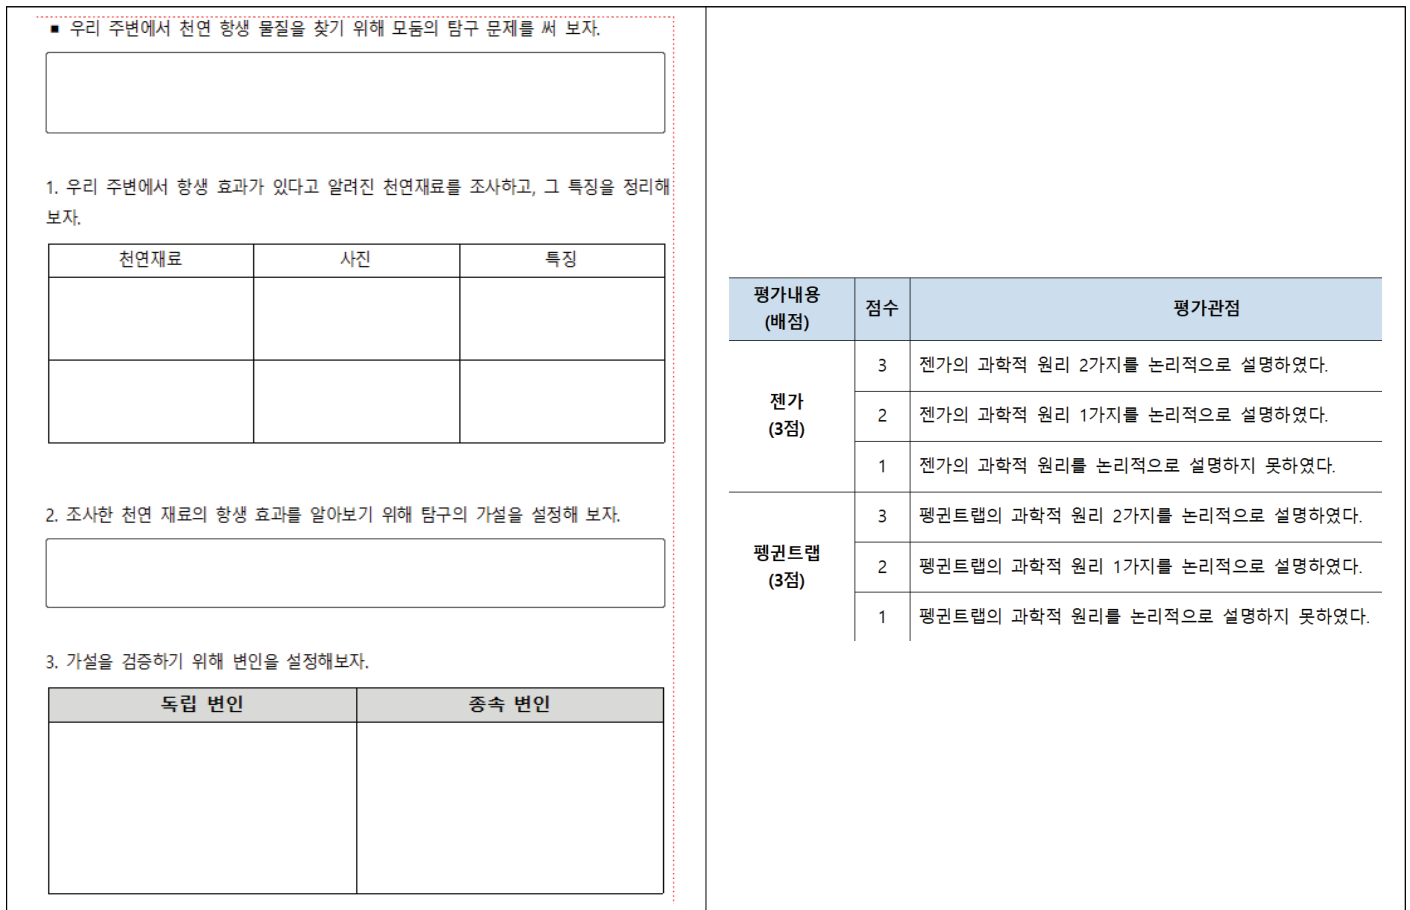 ▪ 우리 주변에서 천연 항생 물질을 찾기 위해 모둠의 탐구 문제를 써 보자.
1. 우리 주변에서 항생 효과가 있다고 알려진 천연재료를 조사하고, 그 특징을 정리해
보자.
천연재료 사진 특징
2. 조사한 천연 재료의 항생 효과를 알아보기 위해 탐구의 가설을 설정해 보자.
3. 가설을 검증하기 위해 변인을 설정해보자.
독립 변인 종속 변인
평가내용
(배점)
점수
평가관점
젠가
(3점)
3 젠가의 과학적 원리 2가지를 논리적으로 설명하였다.
2 젠가의 과학적 원리 1가지를 논리적으로 설명하였다.
1 젠가의 과학적 원리를 논리적으로 설명하지 못하였다.
펭귄트랩
(3점)
3 펭귄트랩의 과학적 원리 2가지를 논리적으로 설명하였다.
2 펭귄트랩의 과학적 원리 1가지를 논리적으로 설명하였다.
1 펭귄트랩의 과학적 원리를 논리적으로 설명하지 못하였다.